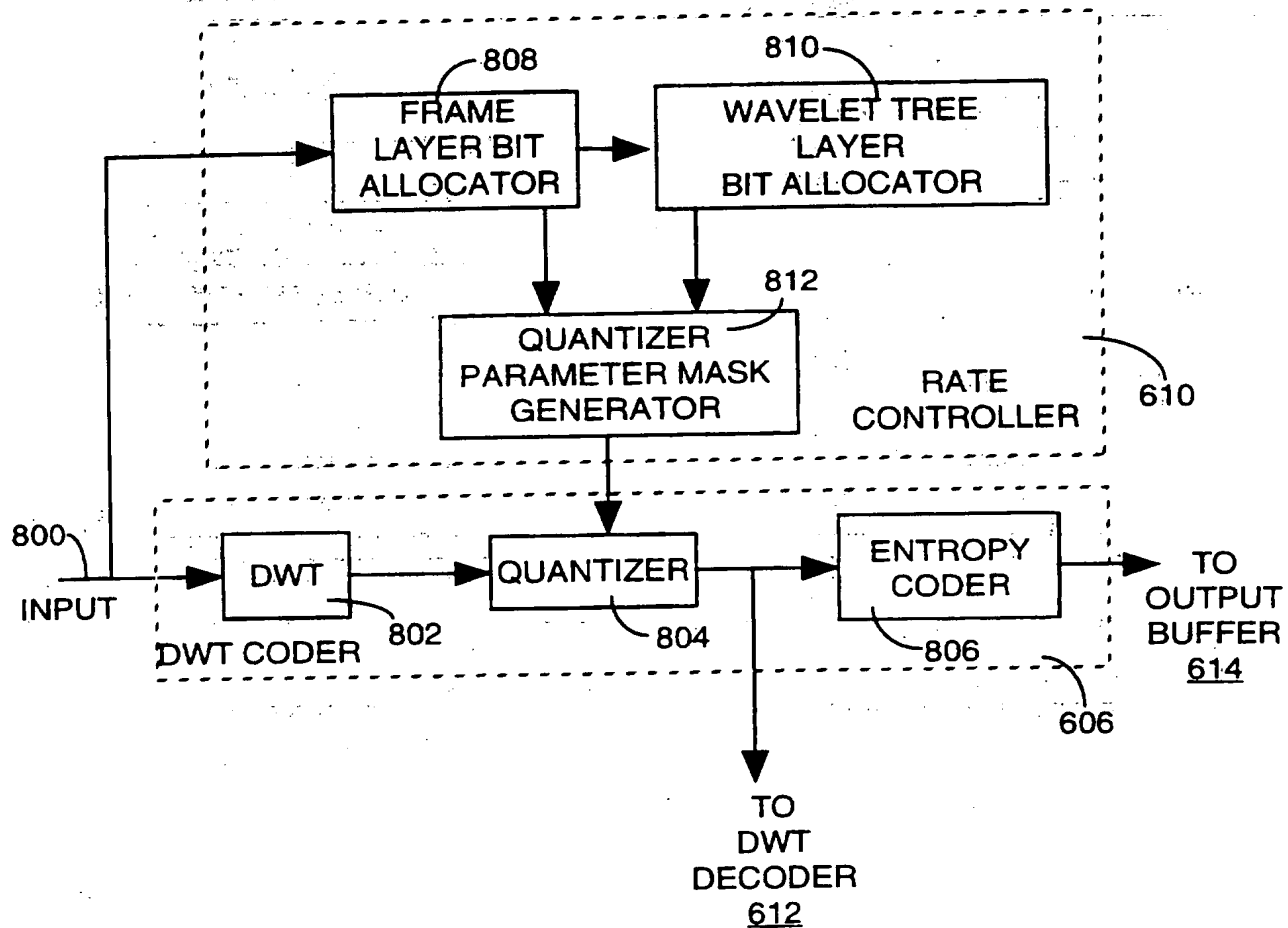 808
FRAME
LAYER BIT
ALLOCATOR
810
WAVELET TREE
LAYER
BIT ALLOCATOR
812
QUANTIZER
PARAMETER MASK
GENERATOR
RATE
CONTROLLER
610
800
INPUT
DWT
802
DWT CODER
QUANTIZER
804
ENTROPY
CODER
806
606
TO
OUTPUT
BUFFER
614
TO
DWT
DECODER
612